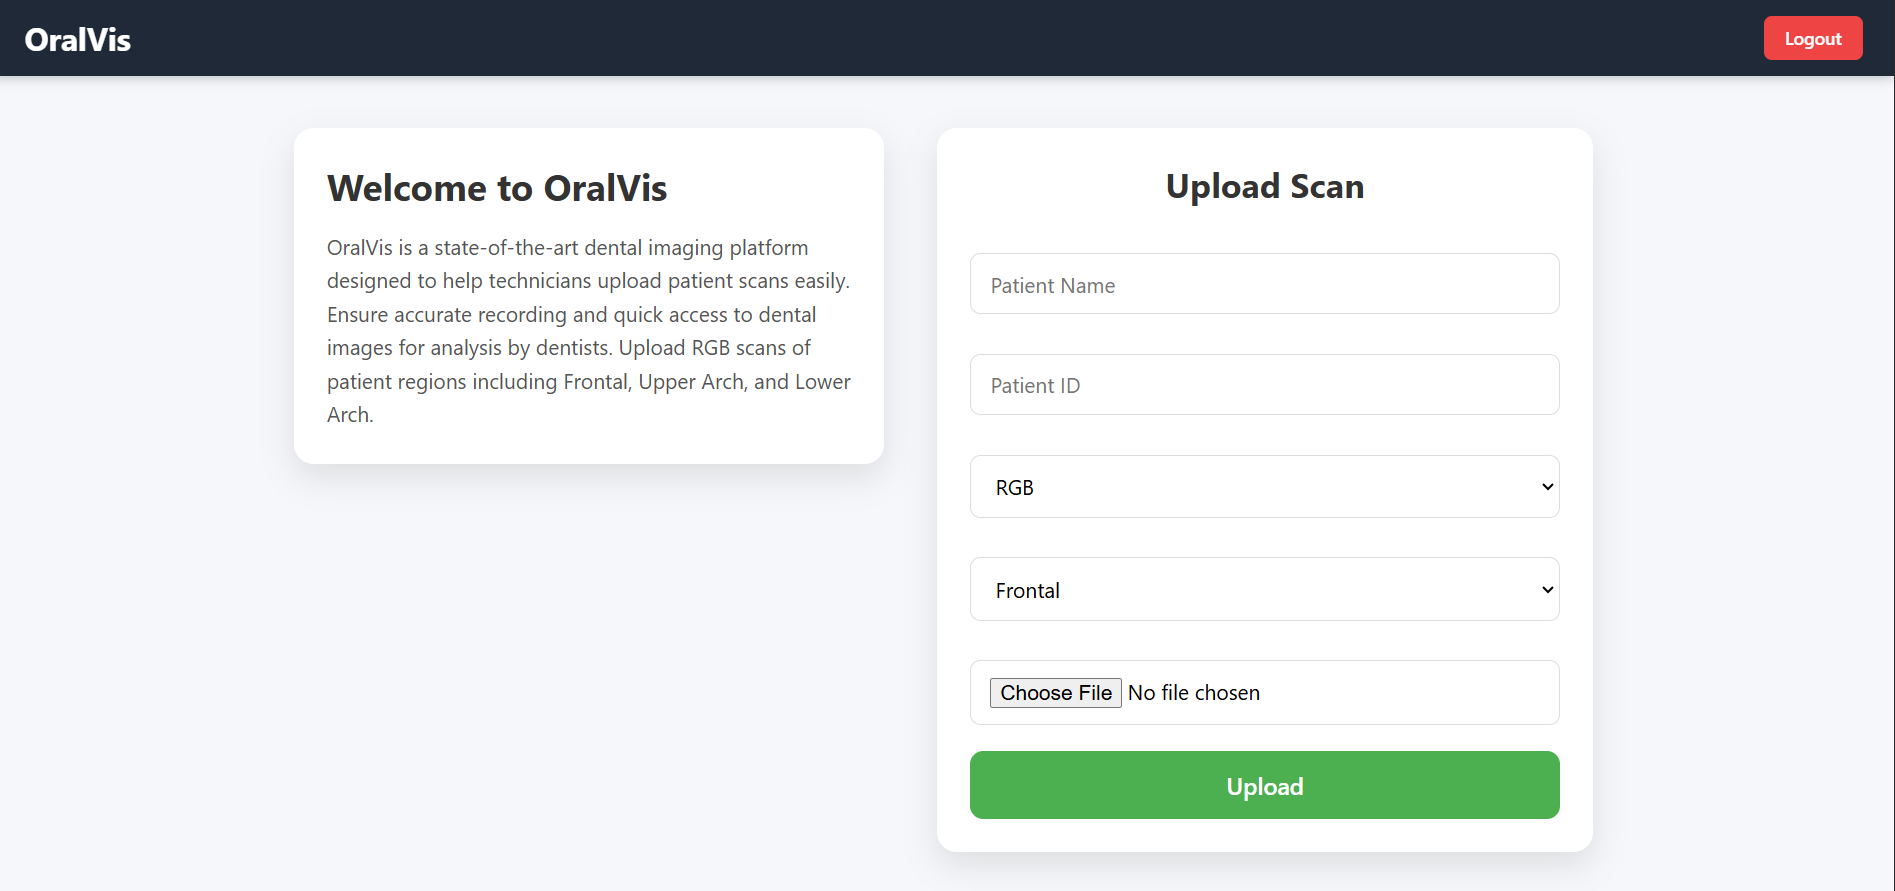 OralVis
Logout
Welcome to OralVis
OralVis is a state-of-the-art dental imaging platform
designed to help technicians upload patient scans easily.
Ensure accurate recording and quick access to dental
images for analysis by dentists. Upload RGB scans of
patient regions including Frontal, Upper Arch, and Lower
Arch.
Upload Scan
Patient Name
Patient ID
RGB
Frontal
Choose File No file chosen
Upload